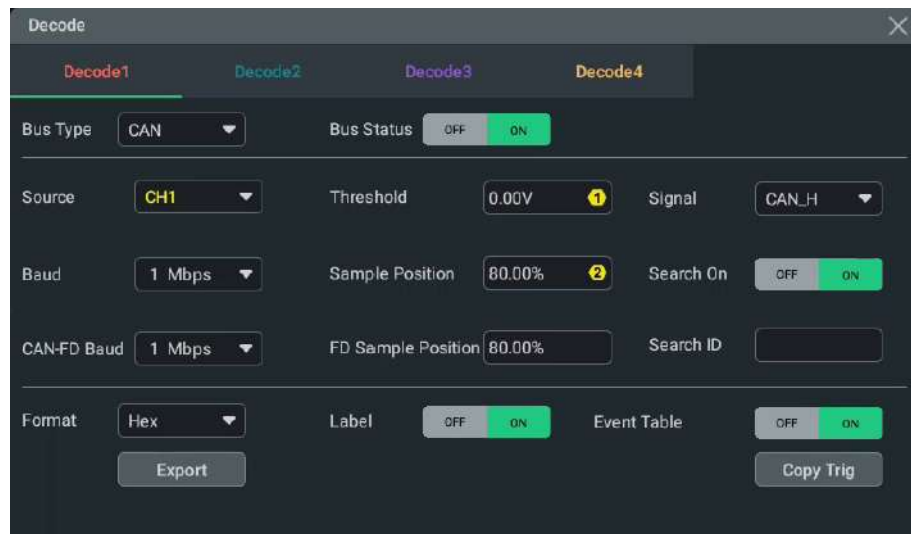 Decode
Decode1 Decode2 Decode3 Decode4
Bus Type CAN Bus Status OFF ON
Source CH1 Threshold 0.00V 1 Signal CAN_H
Baud 1 Mbps Sample Position 80.00% 2 Search On OFF ON
CAN-FD Baud 1 Mbps FD Sample Position 80.00% Search ID
Format Hex Label OFF ON Event Table OFF ON
Export Copy Trig